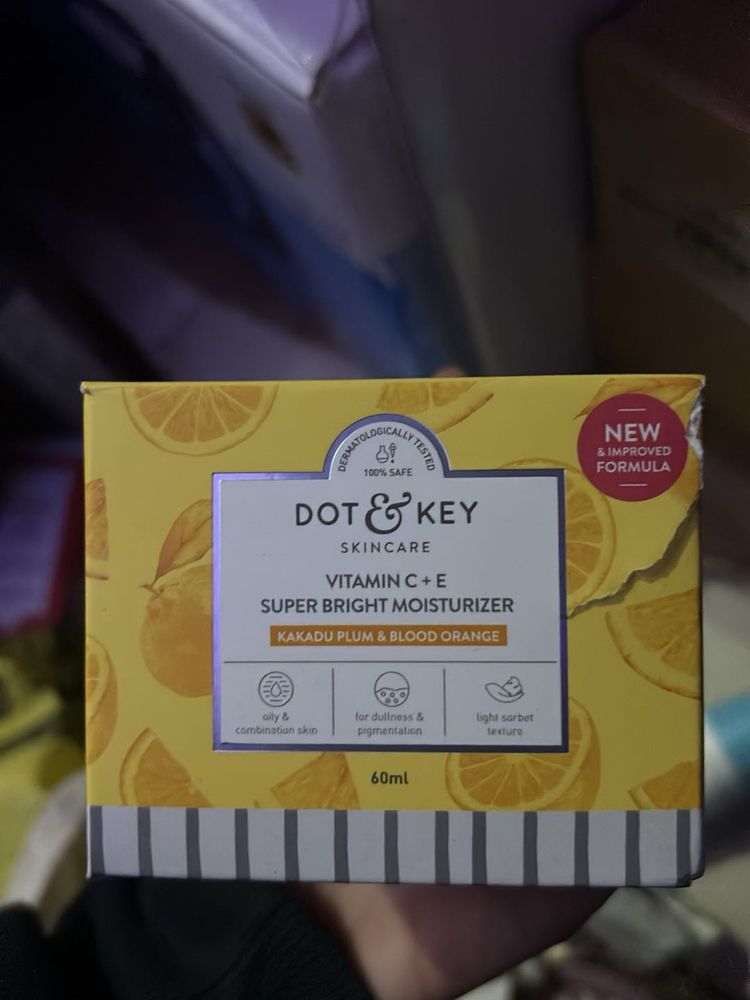 NEW
& IMPROVED
FORMULA
DERMATOLOGICALLY TESTED
100% SAFE
DOT & KEY
SKINCARE
VITAMIN C + E
SUPER BRIGHT MOISTURIZER
KAKADU PLUM & BLOOD ORANGE
oily &
combination skin
for dullness &
pigmentation
light sorbet
texture
60ml